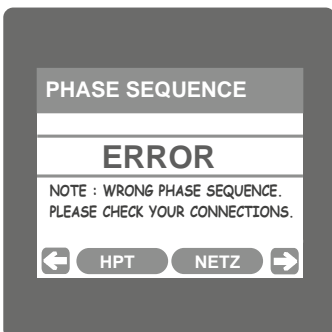 PHASE SEQUENCE
ERROR
NOTE : WRONG PHASE SEQUENCE.
PLEASE CHECK YOUR CONNECTIONS.
HPT NETZ